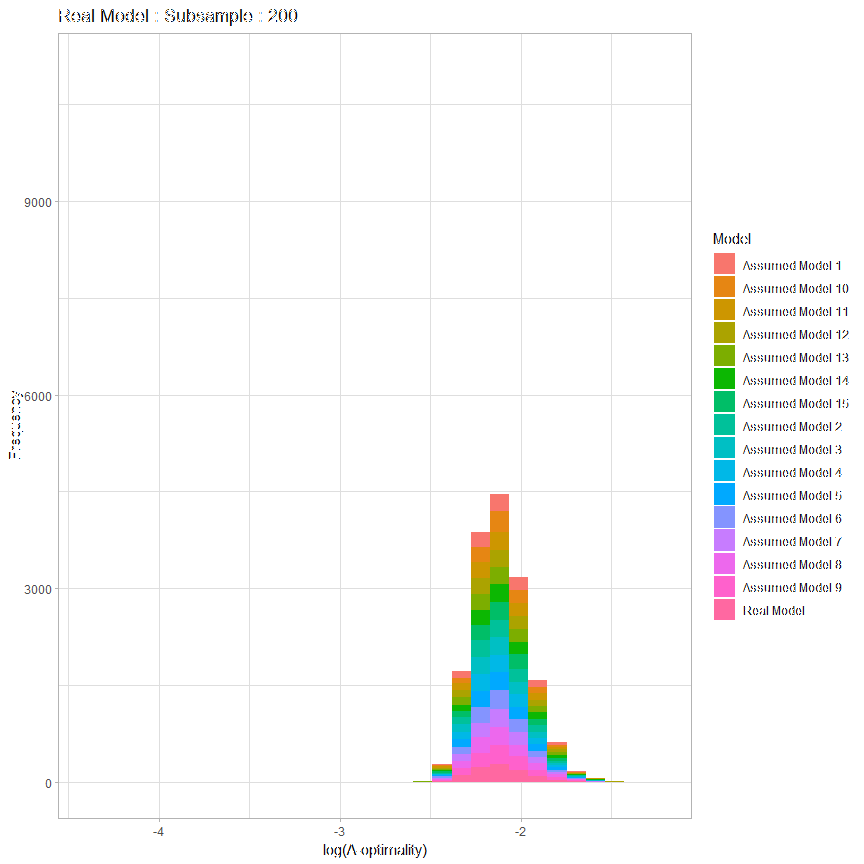 Real Model : Subsample : 200
9000
6000
3000
0
Frequency
-4
-3
-2
log(A-optimality)
Model
Assumed Model 1
Assumed Model 10
Assumed Model 11
Assumed Model 12
Assumed Model 13
Assumed Model 14
Assumed Model 15
Assumed Model 2
Assumed Model 3
Assumed Model 4
Assumed Model 5
Assumed Model 6
Assumed Model 7
Assumed Model 8
Assumed Model 9
Real Model